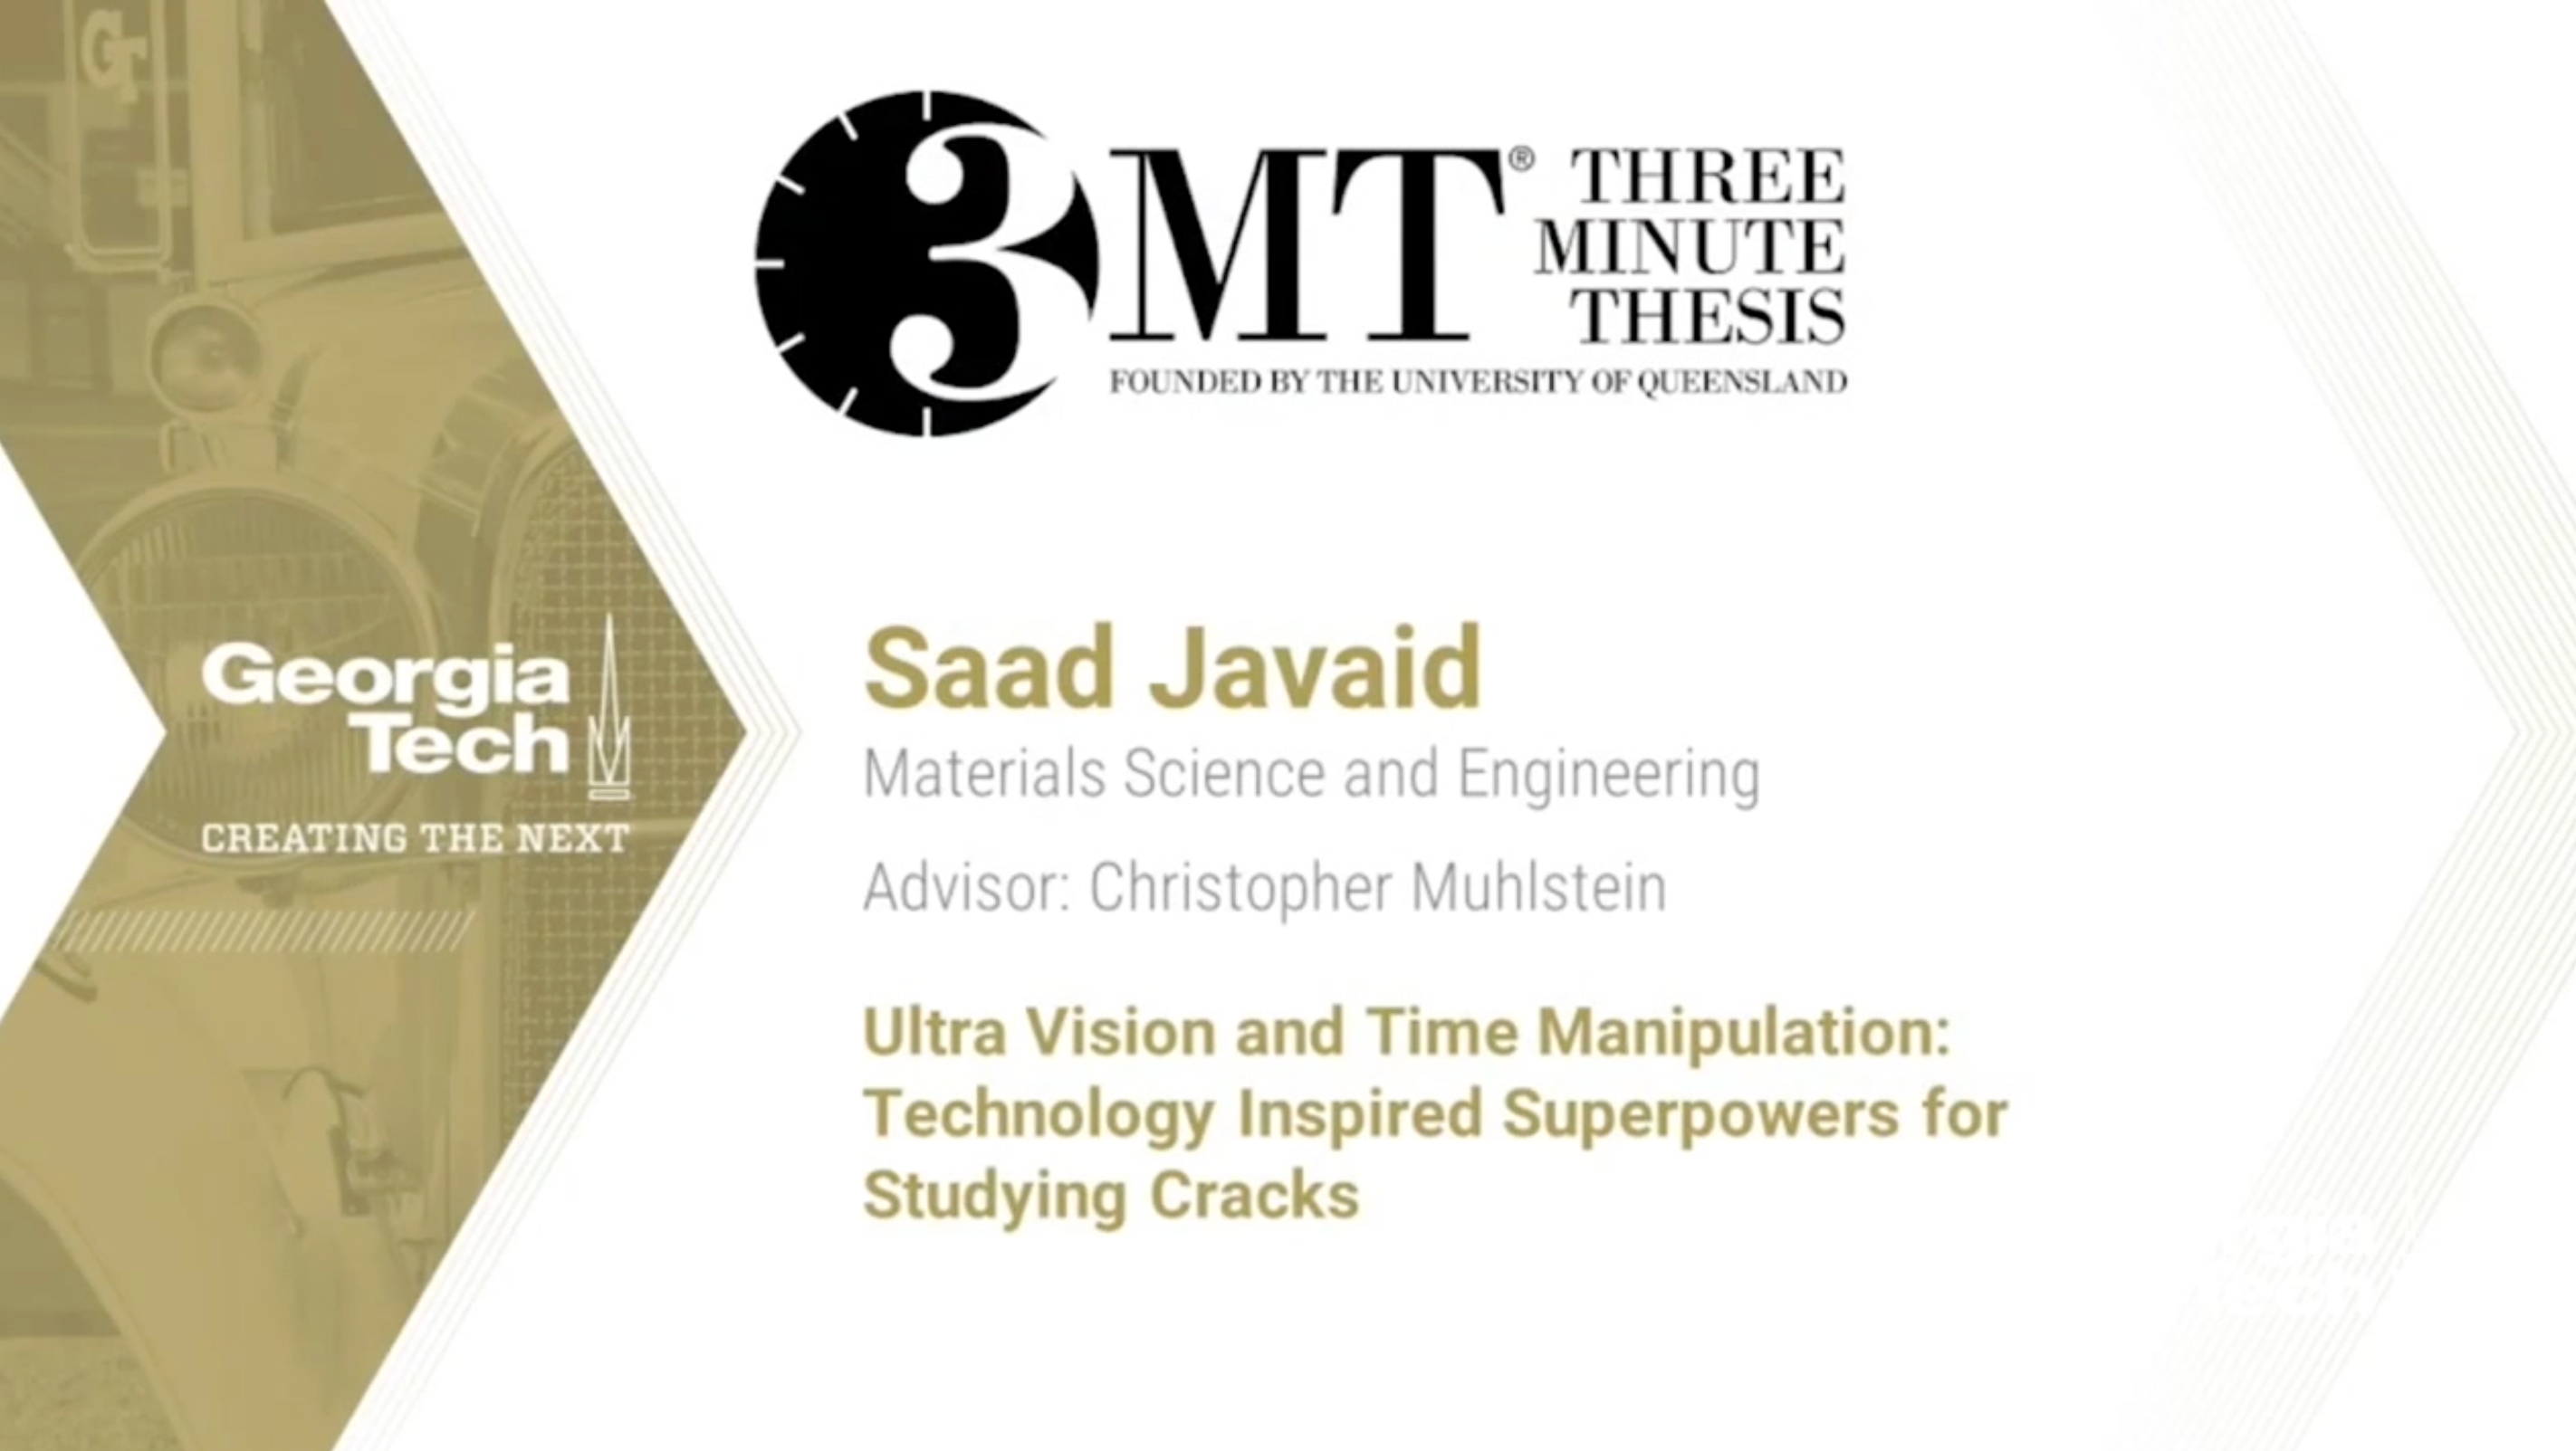 GT
3MT® THREE
MINUTE
THESIS
FOUNDED BY THE UNIVERSITY OF QUEENSLAND
Georgia
Tech
CREATING THE NEXT
Saad Javaid
Materials Science and Engineering
Advisor: Christopher Muhlstein
Ultra Vision and Time Manipulation:
Technology Inspired Superpowers for
Studying Cracks